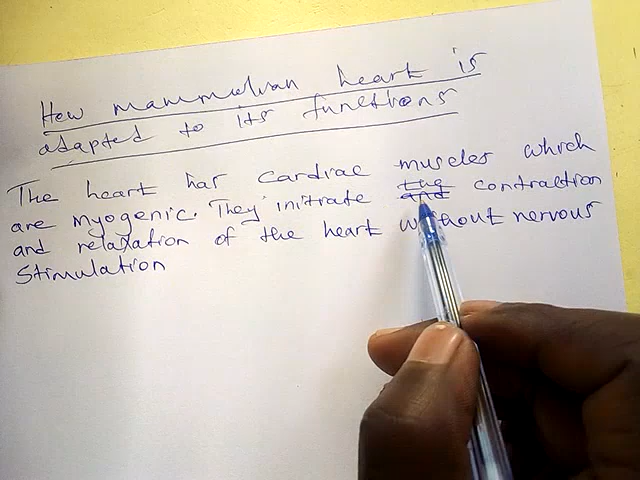 How mammalian heart is
adapted to its functions
The heart has cardiac muscles which
are myogenic. They initiate the contraction
and relaxation of the heart without nervous
Stimulation